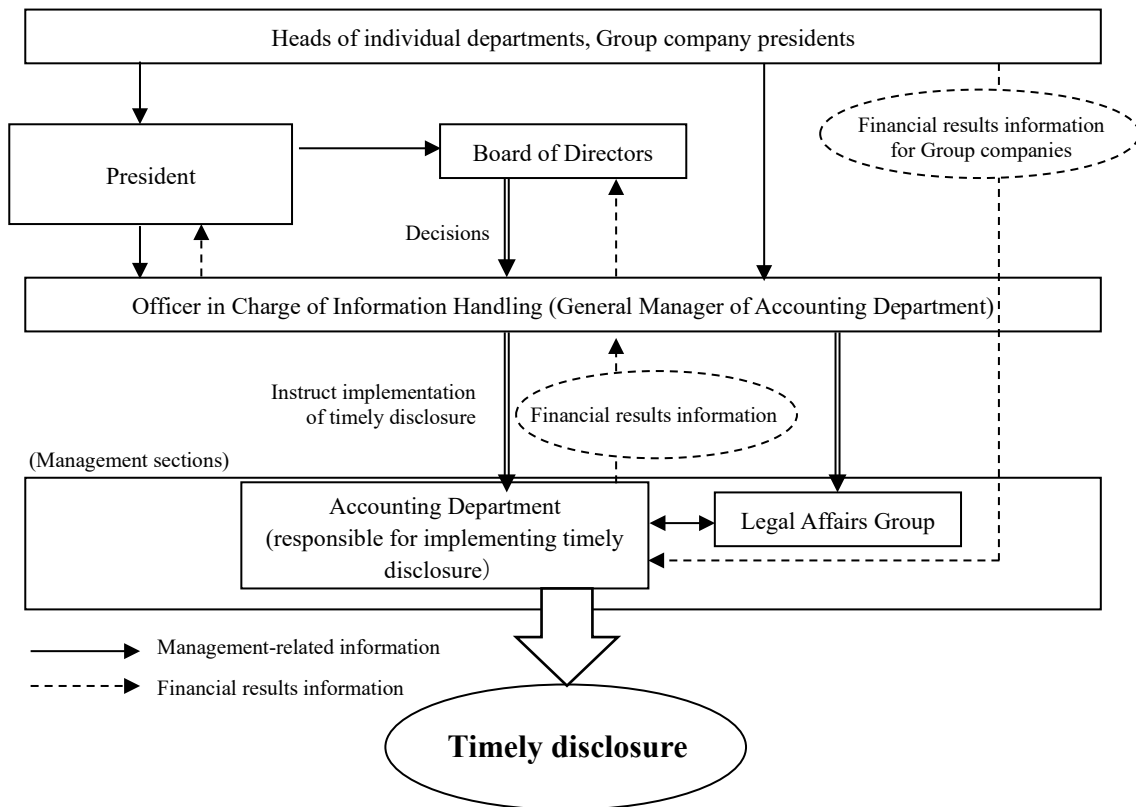 Heads of individual departments, Group company presidents
Financial results information
for Group companies
President
Board of Directors
Decisions
Officer in Charge of Information Handling (General Manager of Accounting Department)
Instruct implementation
of timely disclosure
Financial results information
(Management sections)
Accounting Department
(responsible for implementing timely
disclosure)
Legal Affairs Group
Management-related information
Financial results information
Timely disclosure